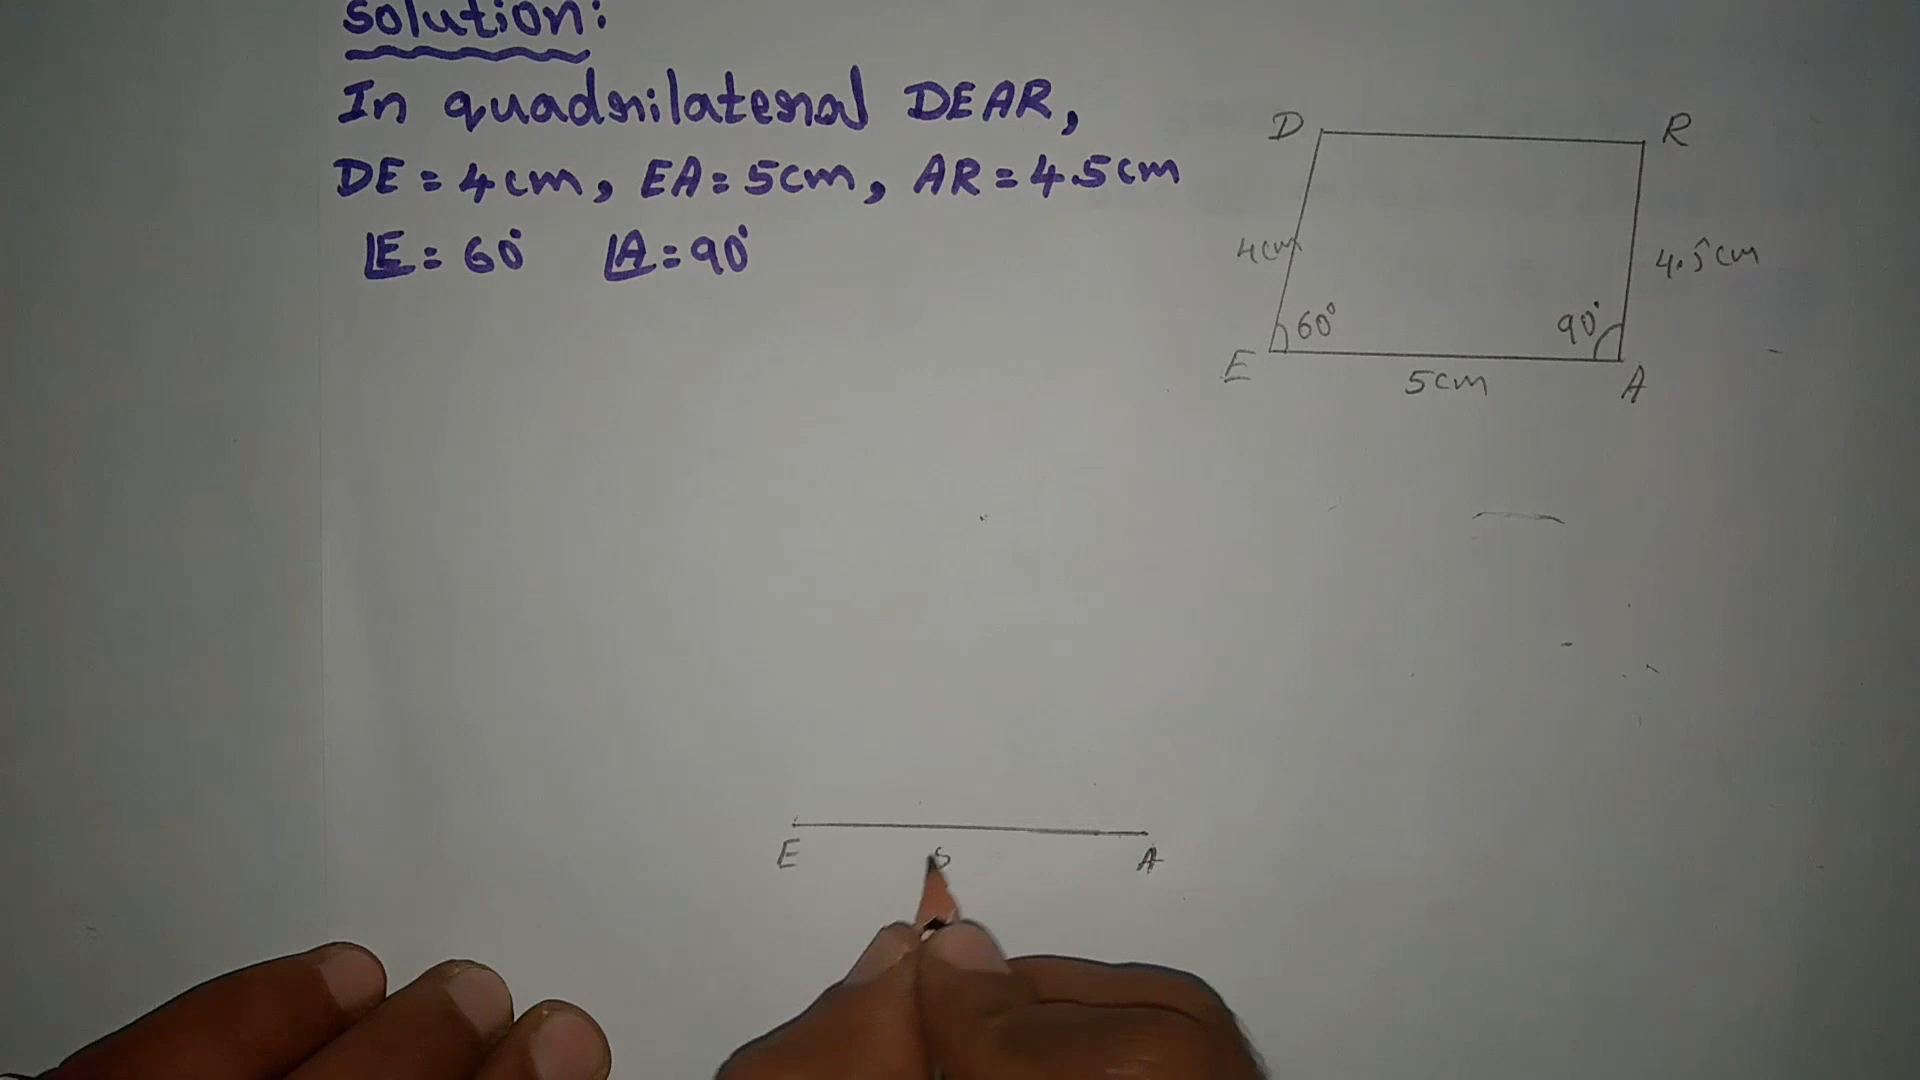 Solution:
In quadrilateral DEAR,
DE = 4cm, EA = 5cm, AR = 4.5cm
∠E = 60° ∠A = 90°
D R
4cm 4.5cm
60° 90°
E A
5cm
E 5 A